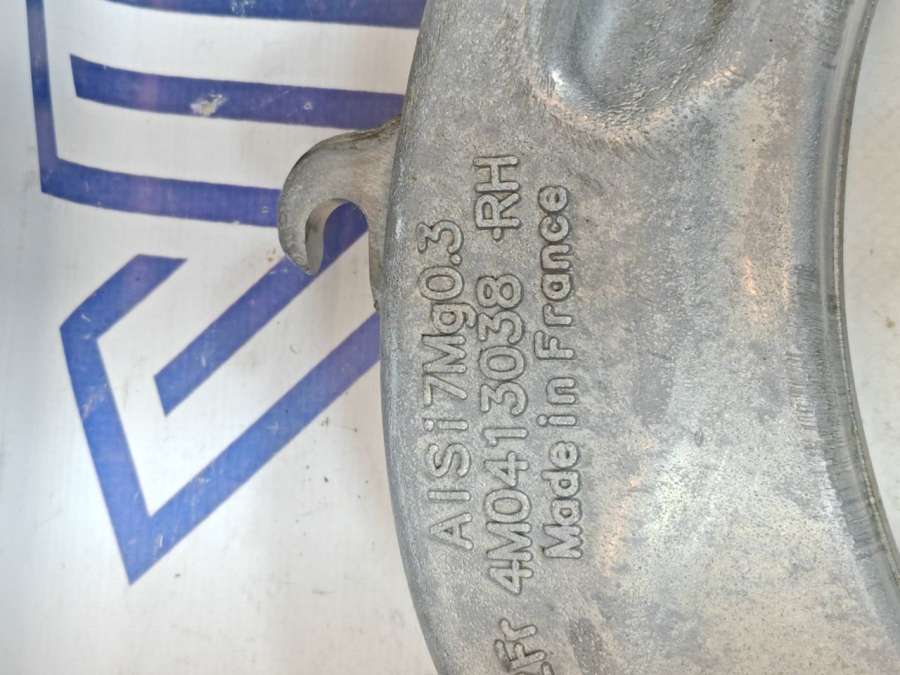 AlSi7Mg0.3
4M0413038 RH
Made in France